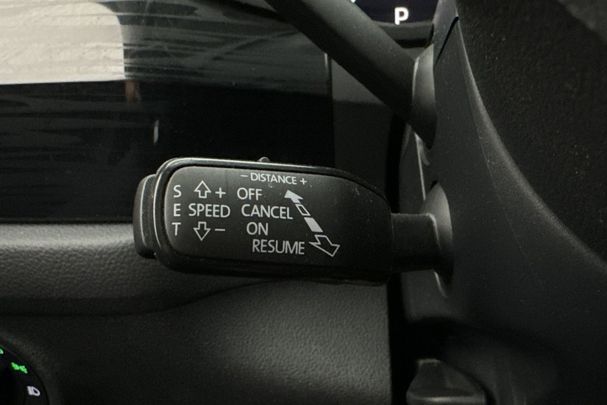 P
- DISTANCE +
S + OFF
E SPEED CANCEL
T - ON
RESUME